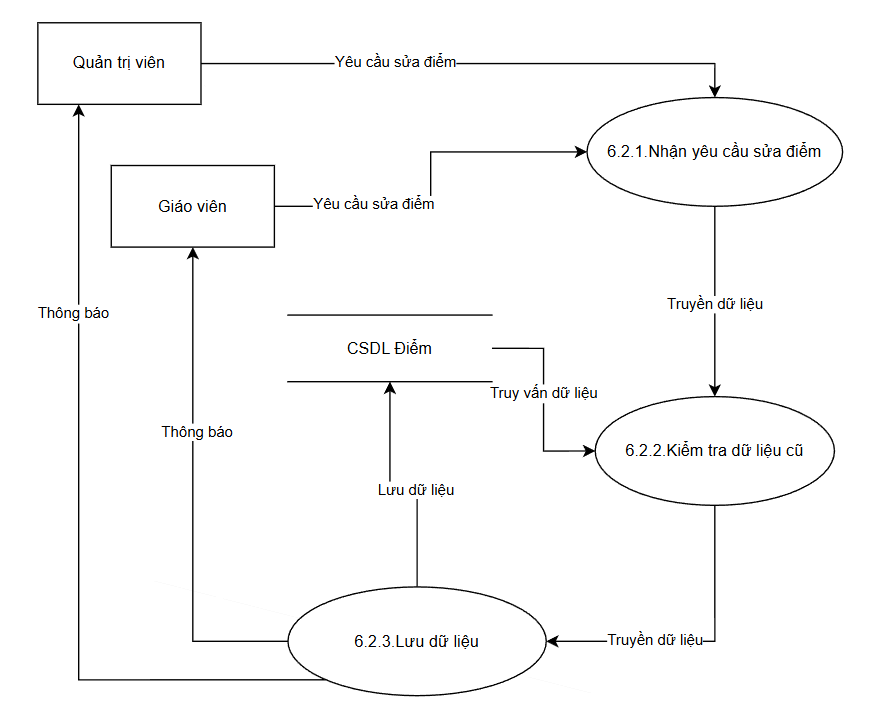 Quản trị viên
Yêu cầu sửa điểm
6.2.1.Nhận yêu cầu sửa điểm
Giáo viên
Yêu cầu sửa điểm
Truyền dữ liệu
Thông báo
CSDL Điểm
Truy vấn dữ liệu
Thông báo
6.2.2.Kiểm tra dữ liệu cũ
Lưu dữ liệu
6.2.3.Lưu dữ liệu
Truyền dữ liệu